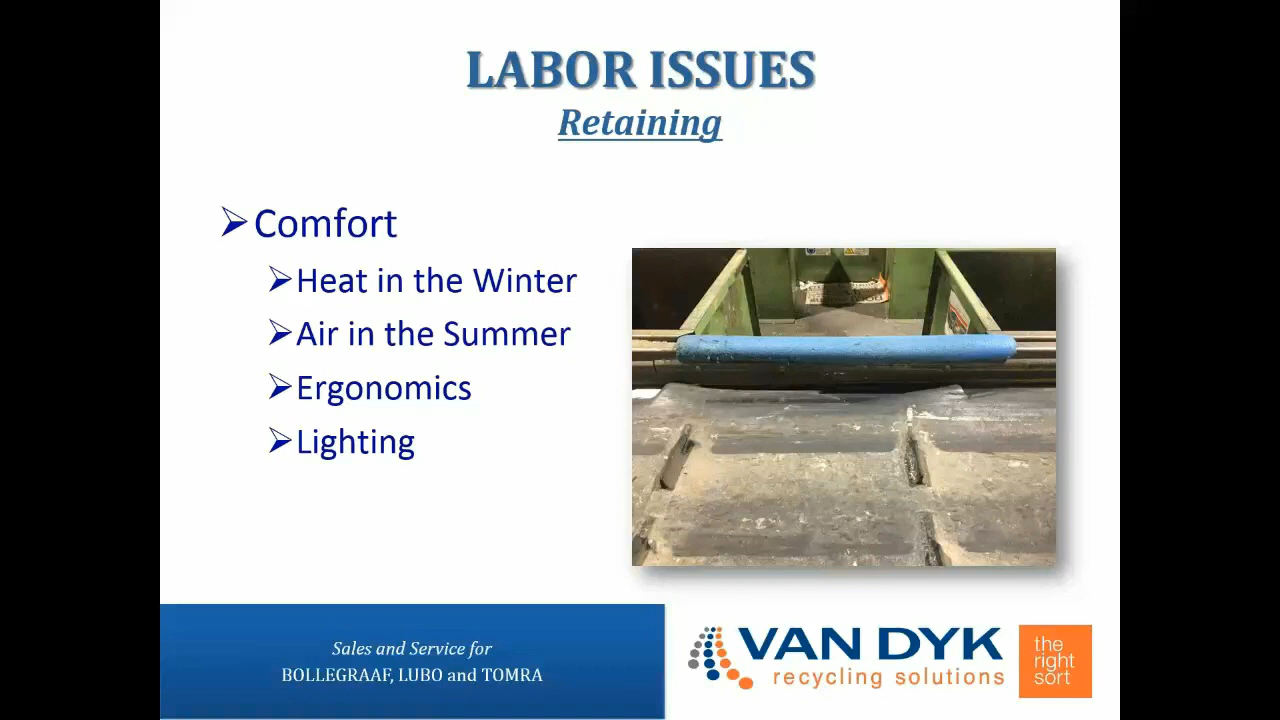 LABOR ISSUES
Retaining
Comfort
Heat in the Winter
Air in the Summer
Ergonomics
Lighting
Sales and Service for
BOLLEGRAAF, LUBO and TOMRA
VAN DYK
recycling solutions
the
right
sort